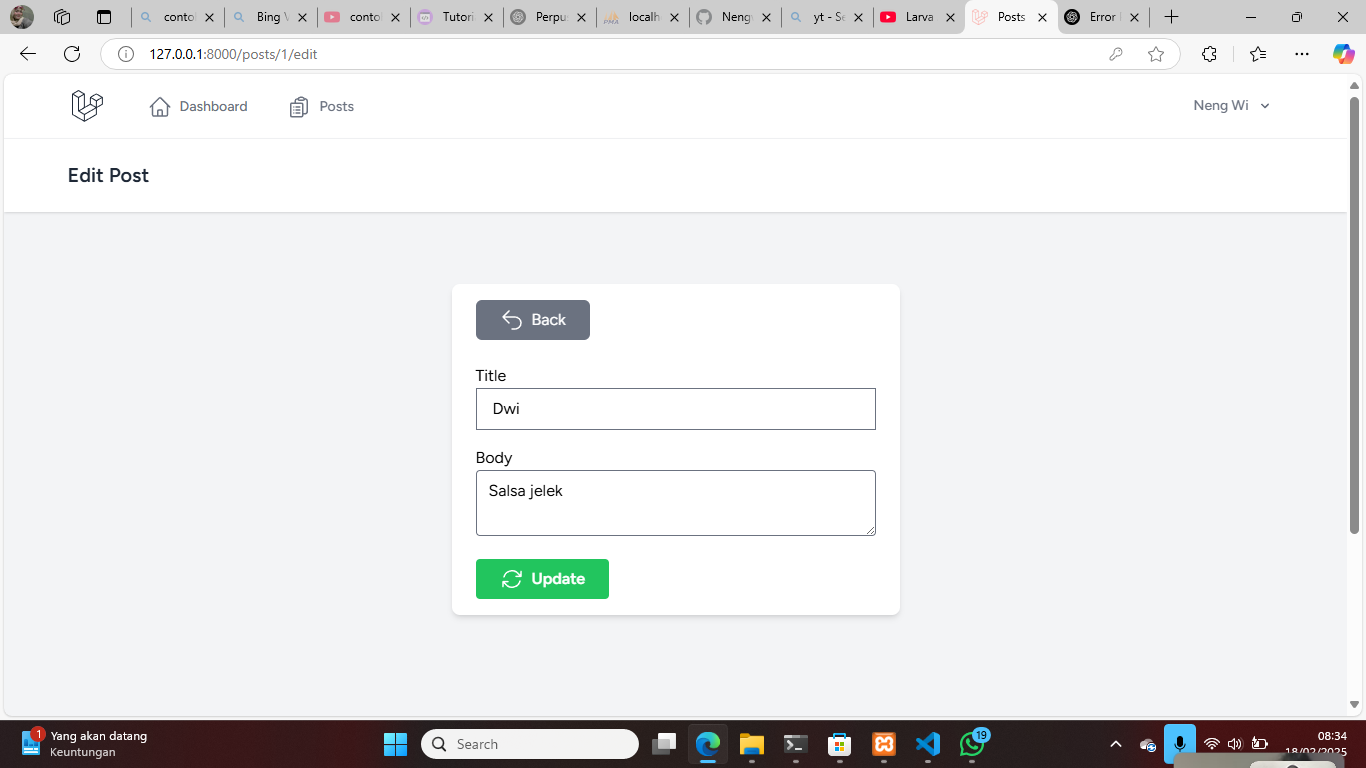 conto
Bing V
conto
Tutori
Perpu
localh
Neng
yt - Se
Larva
Posts
Error
127.0.0.1:8000/posts/1/edit
Dashboard
Posts
Neng Wi
Edit Post
Back
Title
Dwi
Body
Salsa jelek
Update
1
Yang akan datang
Keuntungan
Search
19
08:34
18/02/2025